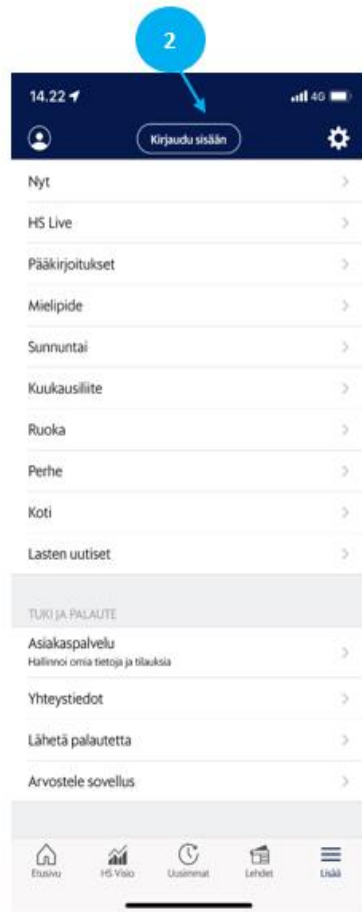 2
14.22
4G
Kirjaudu sisään
Nyt
HS Live
Pääkirjoitukset
Mielipide
Sunnuntai
Kuukausiliite
Ruoka
Perhe
Koti
Lasten uutiset
TUKI JA PALAUTE
Asiakaspalvelu
Hallinnoi omia tietoja ja tilauksia
Yhteystiedot
Lähetä palautetta
Arvostele sovellus
Etusivu HS Visio Uusimmat Lehdet Lisää